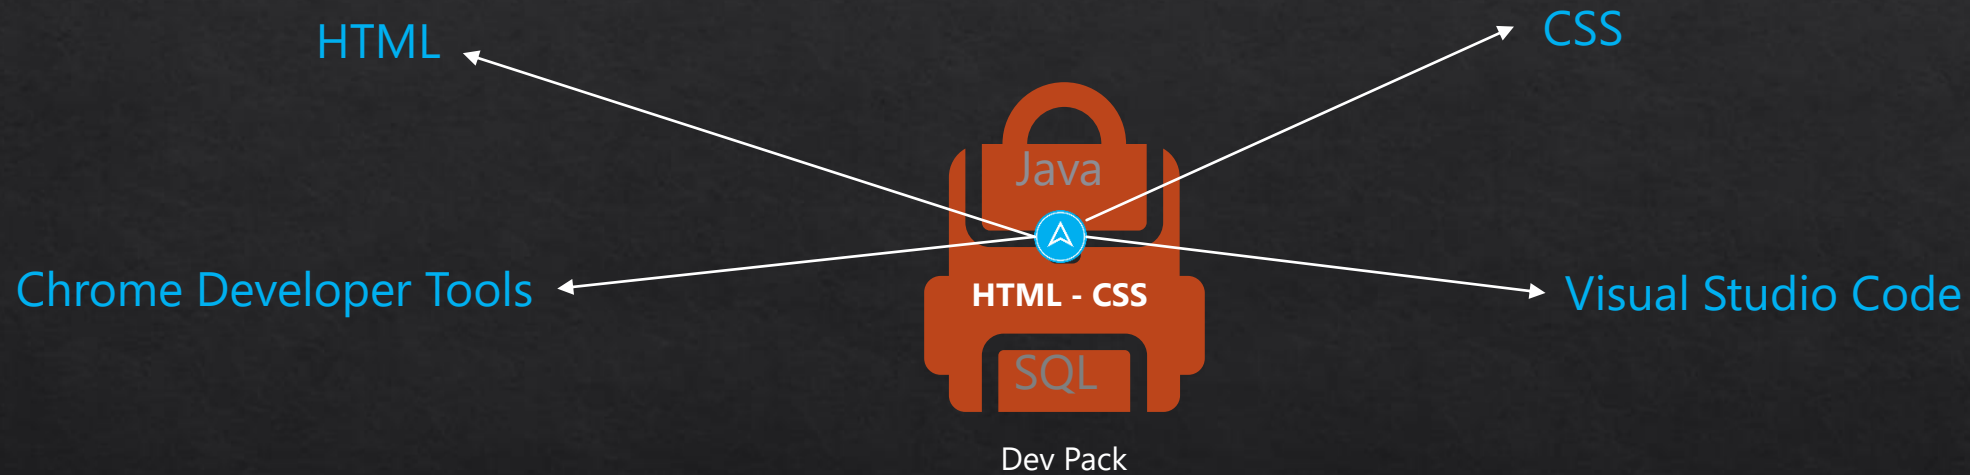 HTML
CSS
Java
Chrome Developer Tools
HTML - CSS
Visual Studio Code
SQL
Dev Pack